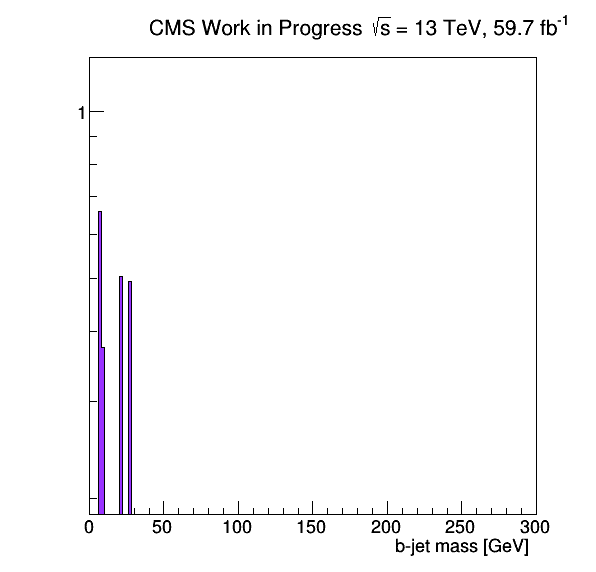 CMS Work in Progress √s = 13 TeV, 59.7 fb⁻¹
1
0 50 100 150 200 250 300
b-jet mass [GeV]